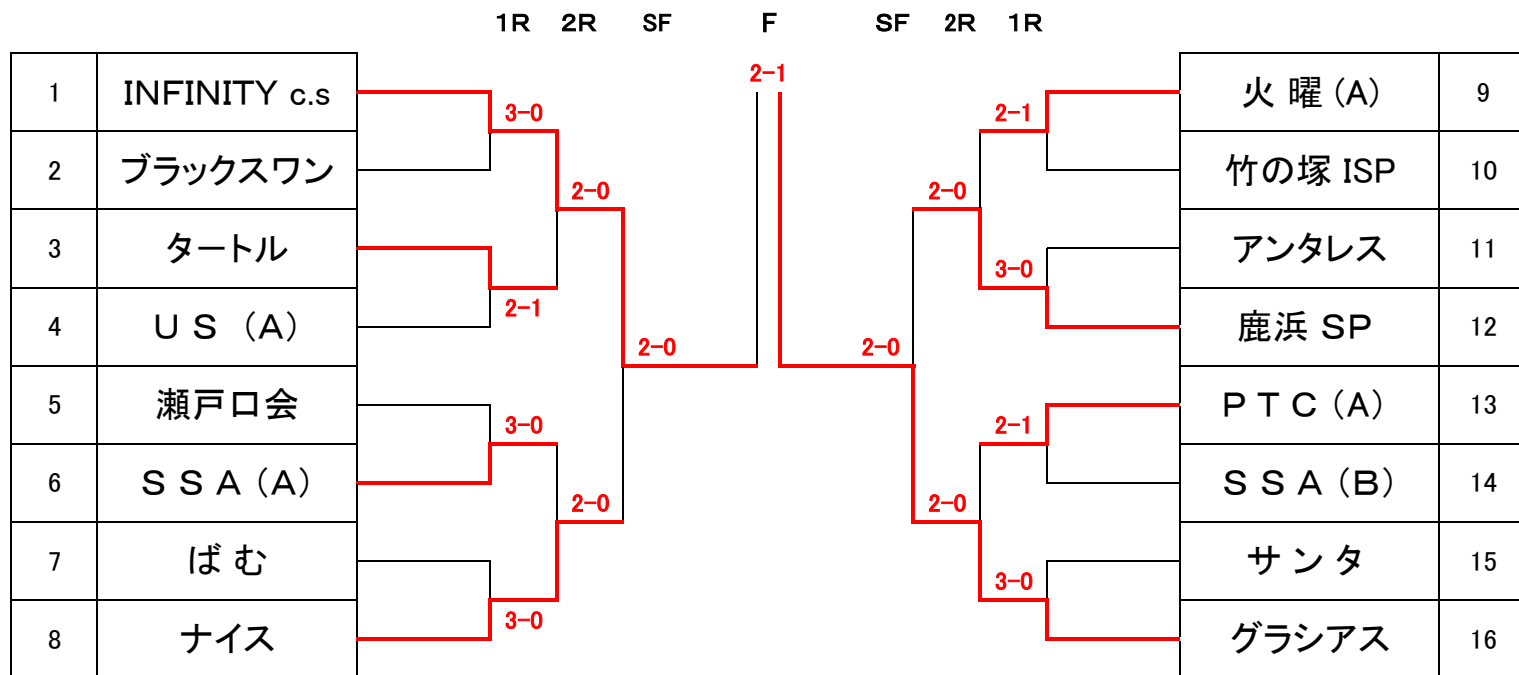 1R 2R SF F SF 2R 1R
2-1
1 INFINITY c.s 火 曜 (A) 9
3-0 2-1
2 ブラックスワン 竹の塚 ISP 10
2-0 2-0
3 タートル アンタレス 11
3-0
2-1
4 U S (A) 鹿浜 SP 12
2-0 2-0
5 瀬戸口会 P T C (A) 13
3-0 2-1
6 S S A (A) S S A (B) 14
2-0 2-0
7 ば む サ ン タ 15
3-0
3-0
8 ナイス グラシアス 16